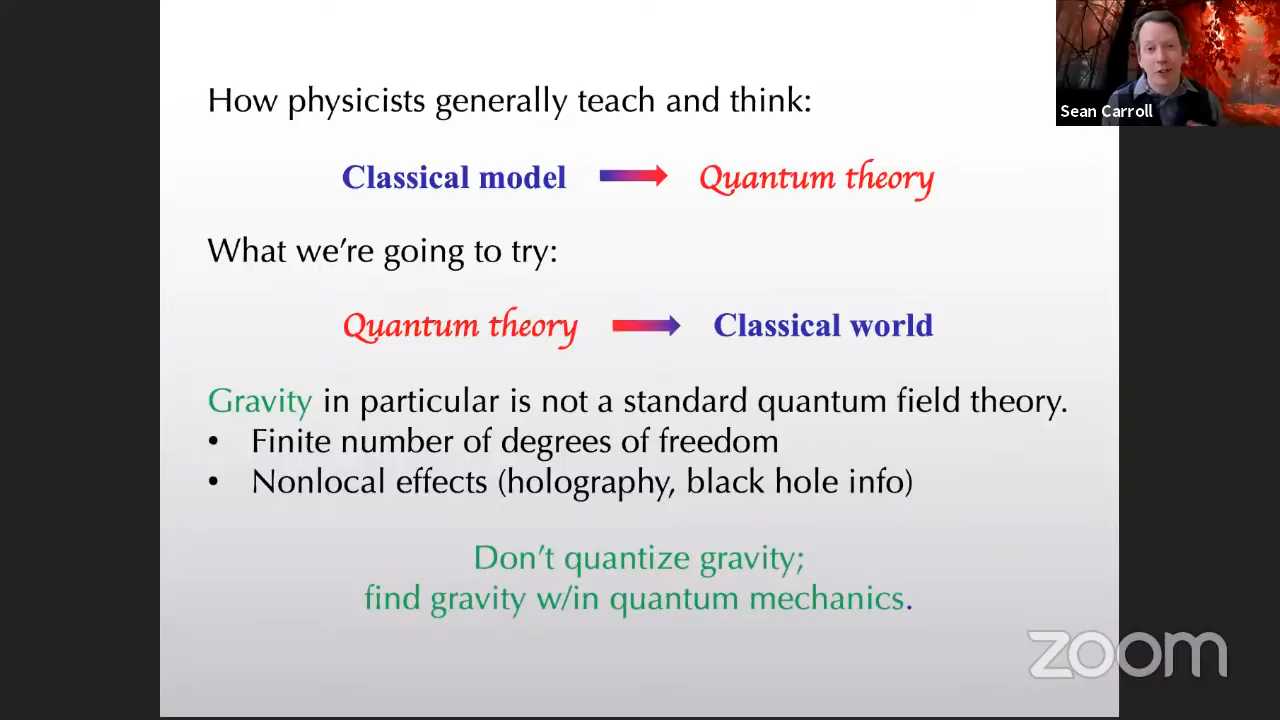 How physicists generally teach and think:
Sean Carroll
Classical model Quantum theory
What we're going to try:
Quantum theory Classical world
Gravity in particular is not a standard quantum field theory.
• Finite number of degrees of freedom
• Nonlocal effects (holography, black hole info)
Don't quantize gravity;
find gravity w/in quantum mechanics.
zoom